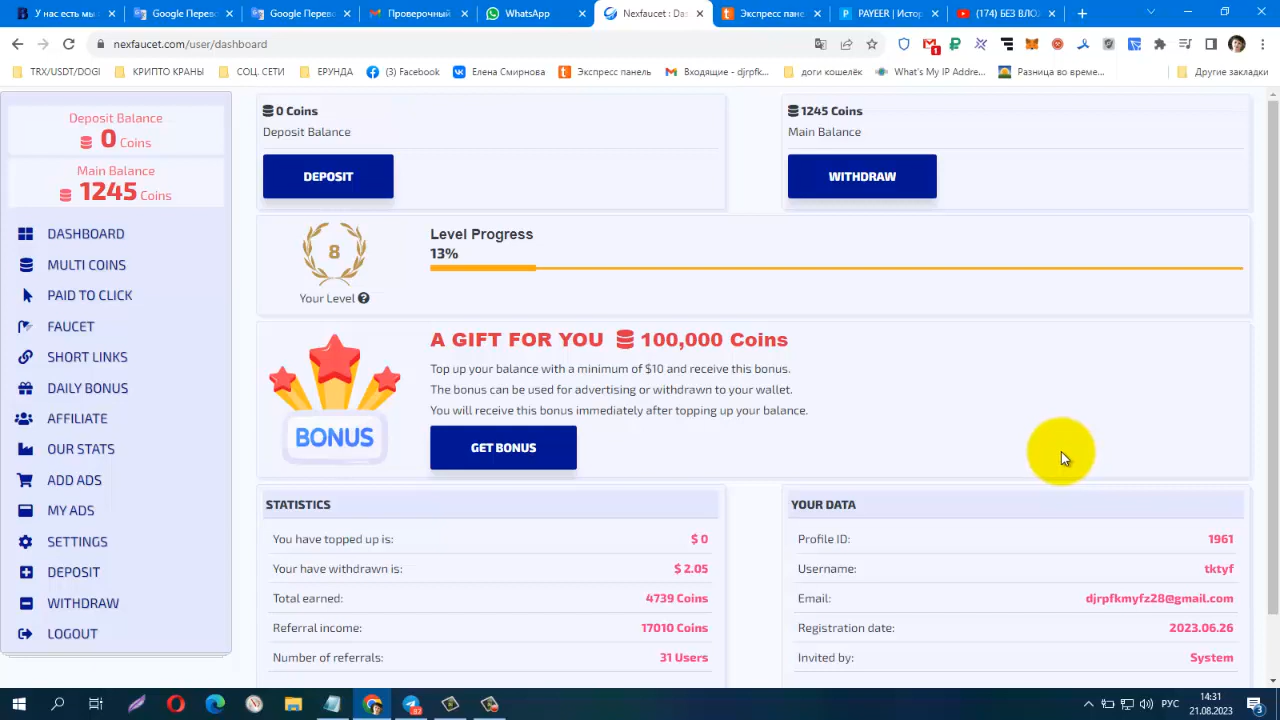 У нас есть мы
Google Перево
Google Перево
Проверочный
WhatsApp
Nexfaucet : Da
Экспресс пане
PAYEER | Истор
(174) БЕЗ ВЛО
nexfaucet.com/user/dashboard
TRX/USDT/DOGI
КРИПТО КРАНЫ
СОЦ. СЕТИ
ЕРУНДА
(3) Facebook
Елена Смирнова
Экспресс панель
Входящие - djrpfk...
доги кошелёк
What's My IP Addre...
Разница во време...
Другие закладки
Deposit Balance
0 Coins
Main Balance
1245 Coins
DASHBOARD
MULTI COINS
PAID TO CLICK
FAUCET
SHORT LINKS
DAILY BONUS
AFFILIATE
OUR STATS
ADD ADS
MY ADS
SETTINGS
DEPOSIT
WITHDRAW
LOGOUT
0 Coins
Deposit Balance
DEPOSIT
1245 Coins
Main Balance
WITHDRAW
8
Your Level
Level Progress
13%
BONUS
A GIFT FOR YOU 100,000 Coins
Top up your balance with a minimum of $10 and receive this bonus.
The bonus can be used for advertising or withdrawn to your wallet.
You will receive this bonus immediately after topping up your balance.
GET BONUS
STATISTICS
You have topped up is: $ 0
Your have withdrawn is: $ 2.05
Total earned: 4739 Coins
Referral income: 17010 Coins
Number of referrals: 31 Users
YOUR DATA
Profile ID: 1961
Username: tktyf
Email: djrpfkmyfz28@gmail.com
Registration date: 2023.06.26
Invited by: System
РУС
14:31
21.08.2023